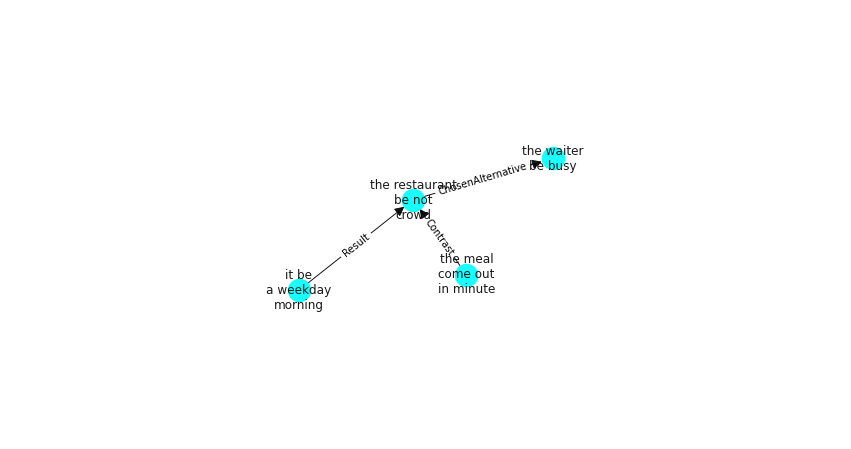 the waiter
be busy
ChosenAlternative
the restaurant
be not
crowd
Contrast
Result
the meal
come out
in minute
it be
a weekday
morning